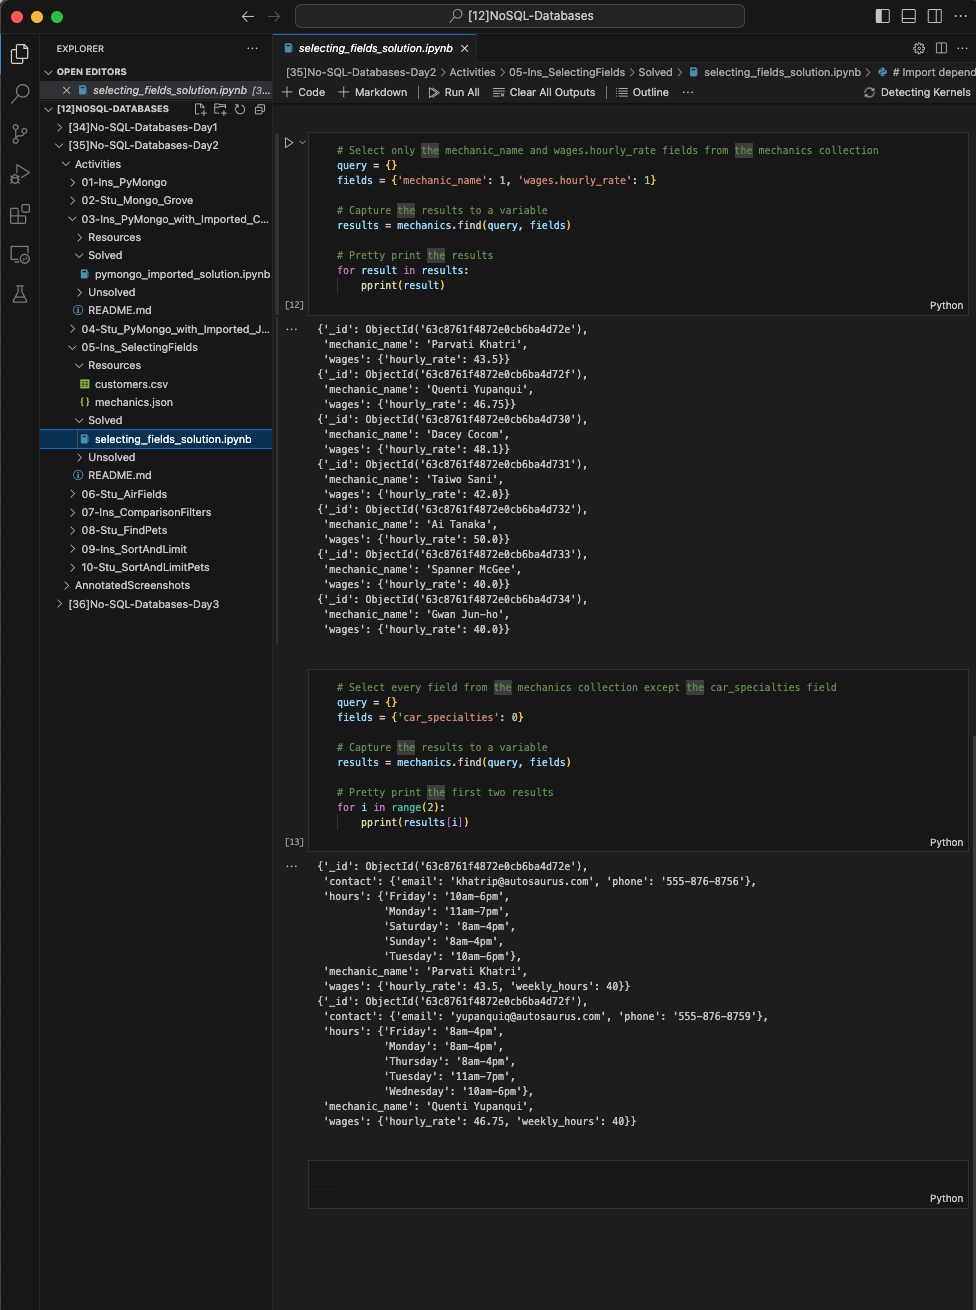 [12]NoSQL-Databases
EXPLORER
OPEN EDITORS
selecting_fields_solution.ipynb [3...
[12]NOSQL-DATABASES
[34]No-SQL-Databases-Day1
[35]No-SQL-Databases-Day2
Activities
01-Ins_PyMongo
02-Stu_Mongo_Grove
03-Ins_PyMongo_with_Imported_C...
Resources
Solved
pymongo_imported_solution.ipynb
Unsolved
README.md
04-Stu_PyMongo_with_Imported_J...
05-Ins_SelectingFields
Resources
customers.csv
mechanics.json
Solved
selecting_fields_solution.ipynb
Unsolved
README.md
06-Stu_AirFields
07-Ins_ComparisonFilters
08-Stu_FindPets
09-Ins_SortAndLimit
10-Stu_SortAndLimitPets
AnnotatedScreenshots
[36]No-SQL-Databases-Day3
selecting_fields_solution.ipynb
[35]No-SQL-Databases-Day2 > Activities > 05-Ins_SelectingFields > Solved > selecting_fields_solution.ipynb > # Import depend
+ Code + Markdown Run All Clear All Outputs Outline ... Detecting Kernels
# Select only the mechanic_name and wages.hourly_rate fields from the mechanics collection
query = {}
fields = {'mechanic_name': 1, 'wages.hourly_rate': 1}
# Capture the results to a variable
results = mechanics.find(query, fields)
# Pretty print the results
for result in results:
pprint(result)
[12]
Python
{'_id': ObjectId('63c8761f4872e0cb6ba4d72e'),
'mechanic_name': 'Parvati Khatri',
'wages': {'hourly_rate': 43.5}}
{'_id': ObjectId('63c8761f4872e0cb6ba4d72f'),
'mechanic_name': 'Quenti Yupanqui',
'wages': {'hourly_rate': 46.75}}
{'_id': ObjectId('63c8761f4872e0cb6ba4d730'),
'mechanic_name': 'Dacey Cocom',
'wages': {'hourly_rate': 48.1}}
{'_id': ObjectId('63c8761f4872e0cb6ba4d731'),
'mechanic_name': 'Taiwo Sani',
'wages': {'hourly_rate': 42.0}}
{'_id': ObjectId('63c8761f4872e0cb6ba4d732'),
'mechanic_name': 'Ai Tanaka',
'wages': {'hourly_rate': 50.0}}
{'_id': ObjectId('63c8761f4872e0cb6ba4d733'),
'mechanic_name': 'Spanner McGee',
'wages': {'hourly_rate': 40.0}}
{'_id': ObjectId('63c8761f4872e0cb6ba4d734'),
'mechanic_name': 'Gwan Jun-ho',
'wages': {'hourly_rate': 40.0}}
# Select every field from the mechanics collection except the car_specialties field
query = {}
fields = {'car_specialties': 0}
# Capture the results to a variable
results = mechanics.find(query, fields)
# Pretty print the first two results
for i in range(2):
pprint(results[i])
[13]
Python
{'_id': ObjectId('63c8761f4872e0cb6ba4d72e'),
'contact': {'email': 'khatrip@autosaurus.com', 'phone': '555-876-8756'},
'hours': {'Friday': '10am-6pm',
'Monday': '11am-7pm',
'Saturday': '8am-4pm',
'Sunday': '8am-4pm',
'Tuesday': '10am-6pm'},
'mechanic_name': 'Parvati Khatri',
'wages': {'hourly_rate': 43.5, 'weekly_hours': 40}}
{'_id': ObjectId('63c8761f4872e0cb6ba4d72f'),
'contact': {'email': 'yupanquiq@autosaurus.com', 'phone': '555-876-8759'},
'hours': {'Friday': '8am-4pm',
'Monday': '8am-4pm',
'Thursday': '8am-4pm',
'Tuesday': '11am-7pm',
'Wednesday': '10am-6pm'},
'mechanic_name': 'Quenti Yupanqui',
'wages': {'hourly_rate': 46.75, 'weekly_hours': 40}}
Python